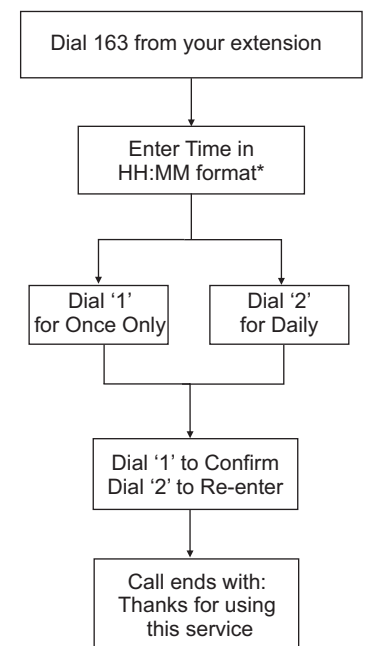 Dial 163 from your extension
Enter Time in
HH:MM format*
Dial ‘1’
for Once Only
Dial ‘2’
for Daily
Dial ‘1’ to Confirm
Dial ‘2’ to Re-enter
Call ends with:
Thanks for using
this service